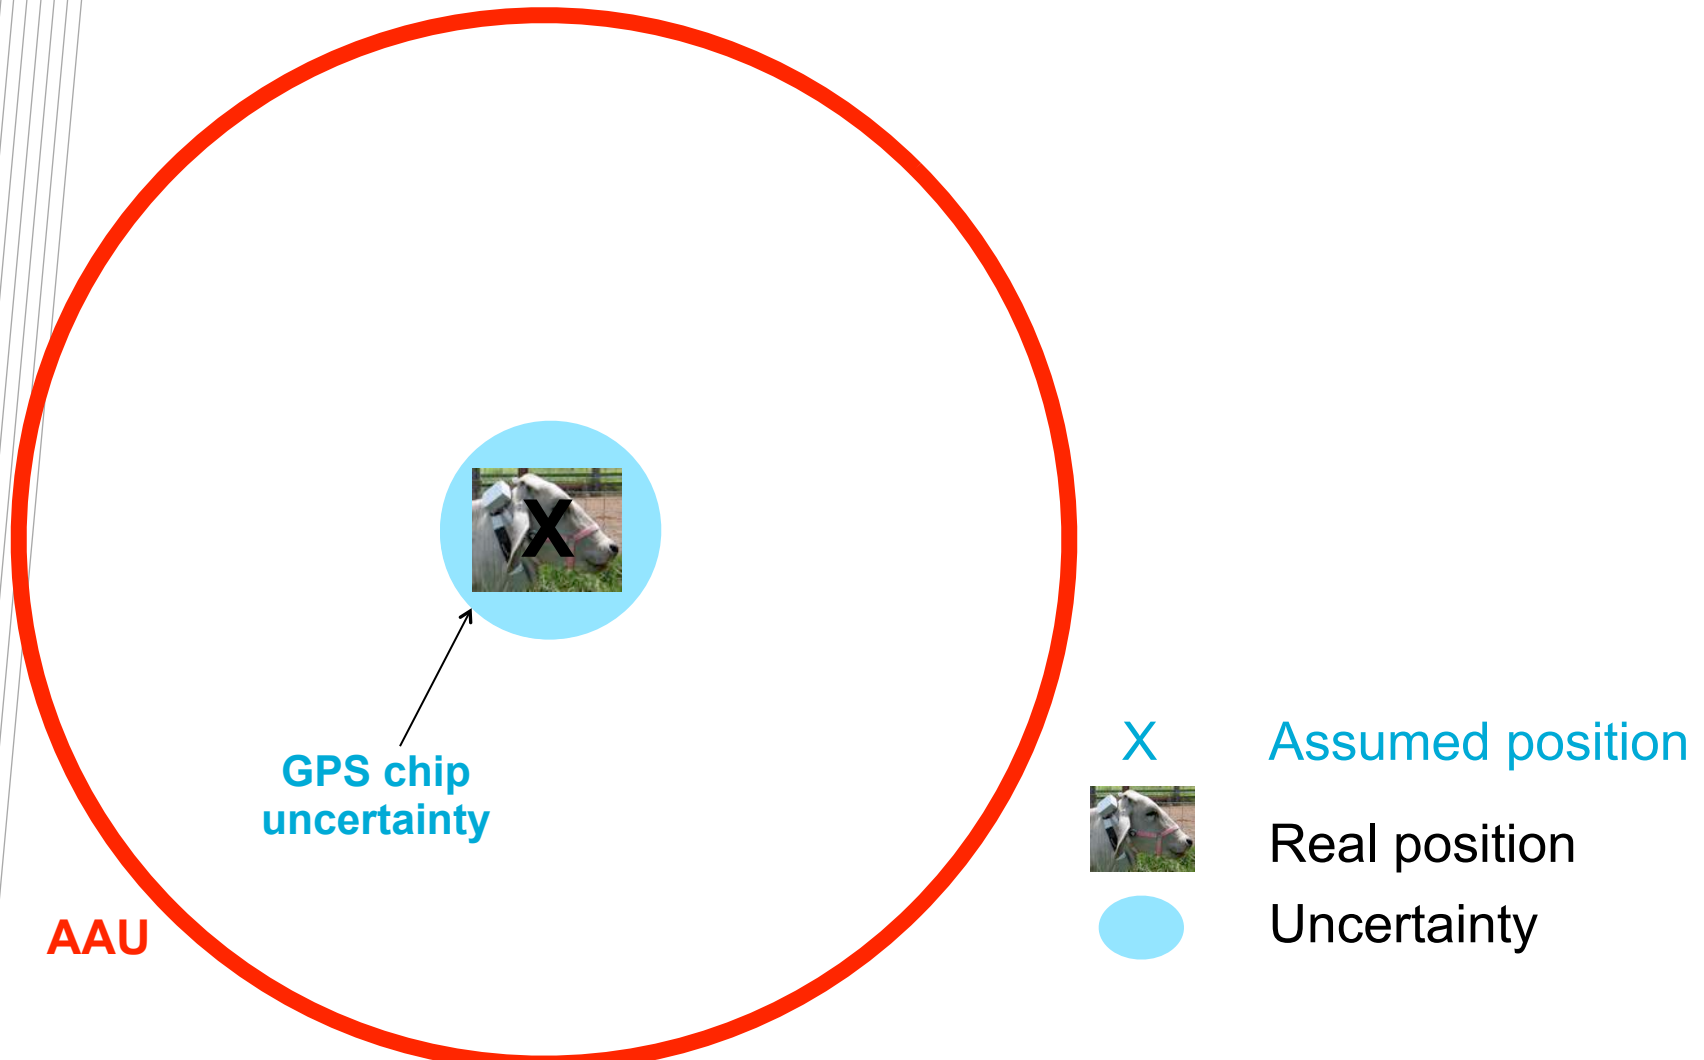 X
GPS chip
uncertainty
AAU
X Assumed position
Real position
Uncertainty